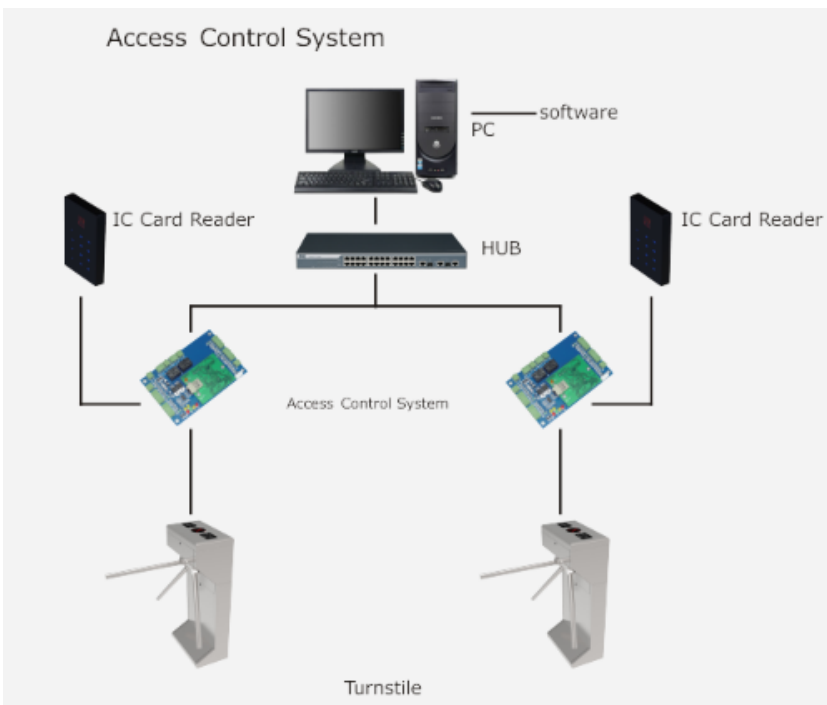 Access Control System
software
PC
IC Card Reader
IC Card Reader
HUB
Access Control System
Turnstile